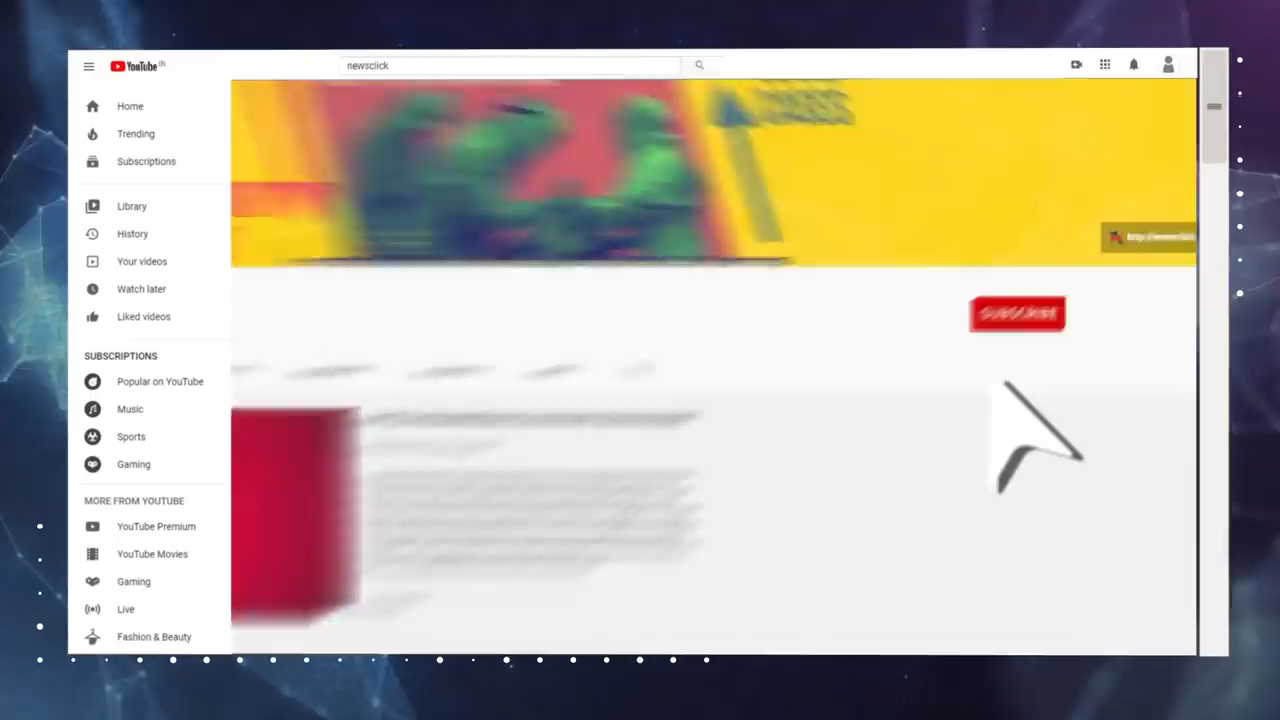 YouTube IN
newsclick
Home
Trending
Subscriptions
Library
History
Your videos
Watch later
Liked videos
SUBSCRIPTIONS
Popular on YouTube
Music
Sports
Gaming
MORE FROM YOUTUBE
YouTube Premium
YouTube Movies
Gaming
Live
Fashion & Beauty
SUBSCRIBE